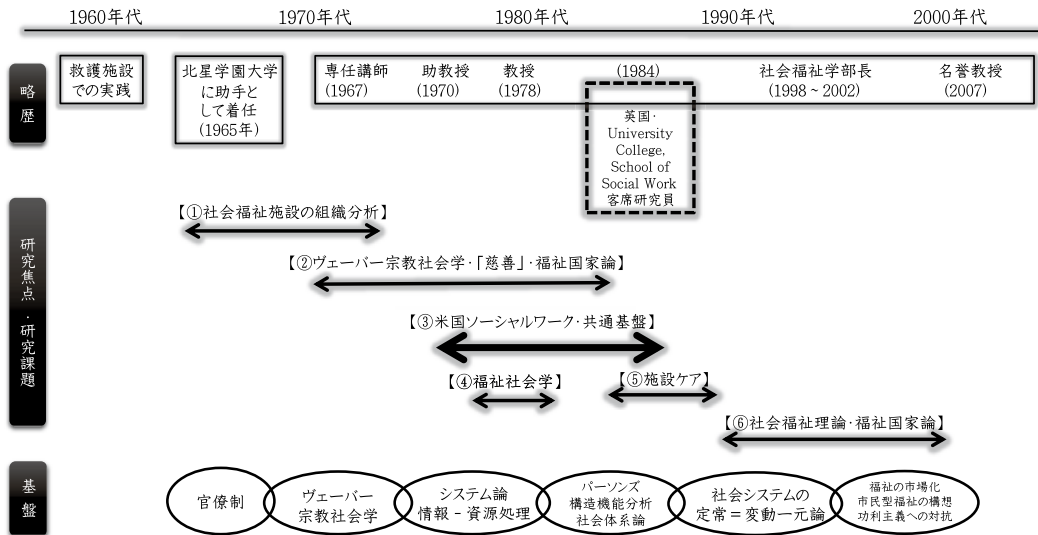 1960年代
1970年代
1980年代
1990年代
2000年代
略歴
救護施設
での実践
北星学園大学
に助手と
して着任
(1965年)
専任講師
(1967)
助教授
(1970)
教授
(1978)
(1984)
英国・
University
College,
School of
Social Work
客席研究員
社会福祉学部長
(1998~2002)
名誉教授
(2007)
研究焦点・研究課題
【①社会福祉施設の組織分析】
【②ヴェーバー宗教社会学・「慈善」・福祉国家論】
【③米国ソーシャルワーク・共通基盤】
【④福祉社会学】
【⑤施設ケア】
【⑥社会福祉理論・福祉国家論】
基盤
官僚制
ヴェーバー
宗教社会学
システム論
情報-資源処理
パーソンズ
構造機能分析
社会体系論
社会システムの
定常=変動一元論
福祉の市場化
市民型福祉の構想
功利主義への対抗